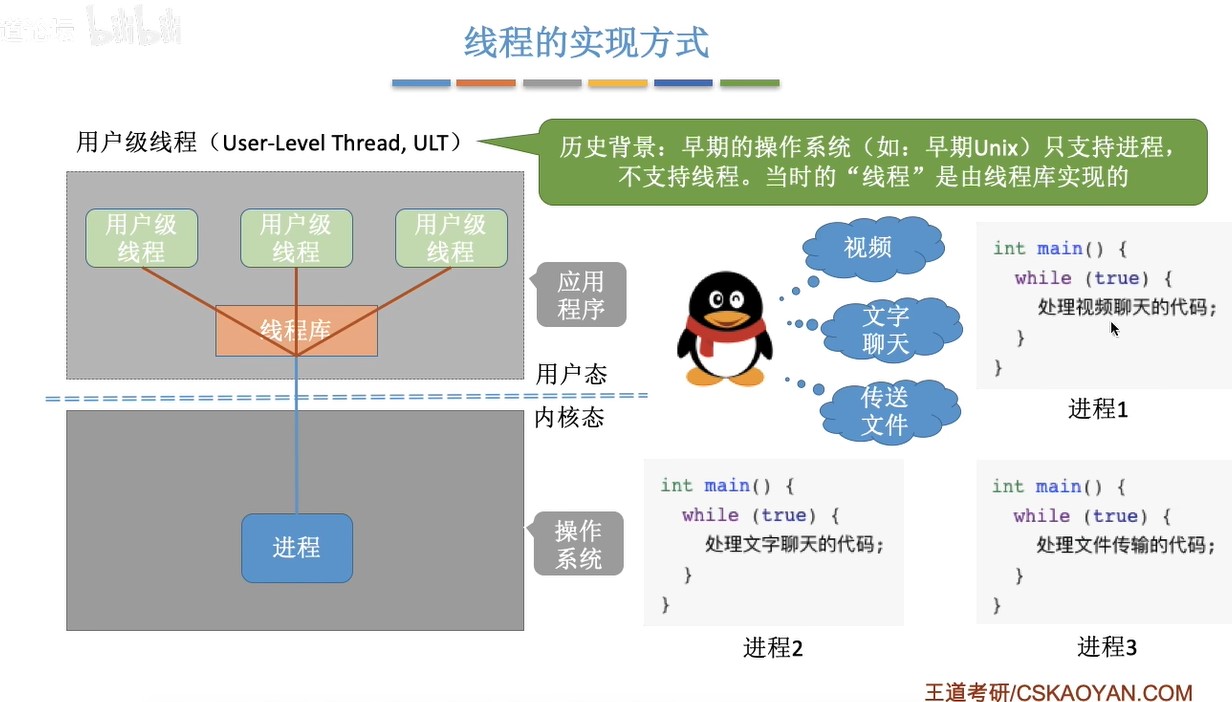 线程的实现方式
用户级线程（User-Level Thread, ULT）
历史背景：早期的操作系统（如：早期Unix）只支持进程，
不支持线程。当时的“线程”是由线程库实现的
用户级
线程
用户级
线程
用户级
线程
线程库
应用
程序
用户态
内核态
进程
操作
系统
视频
文字
聊天
传送
文件
int main() {
while (true) {
处理视频聊天的代码;
}
}
进程1
int main() {
while (true) {
处理文字聊天的代码;
}
}
进程2
int main() {
while (true) {
处理文件传输的代码;
}
}
进程3
王道考研/CSKAOYAN.COM
bilibili